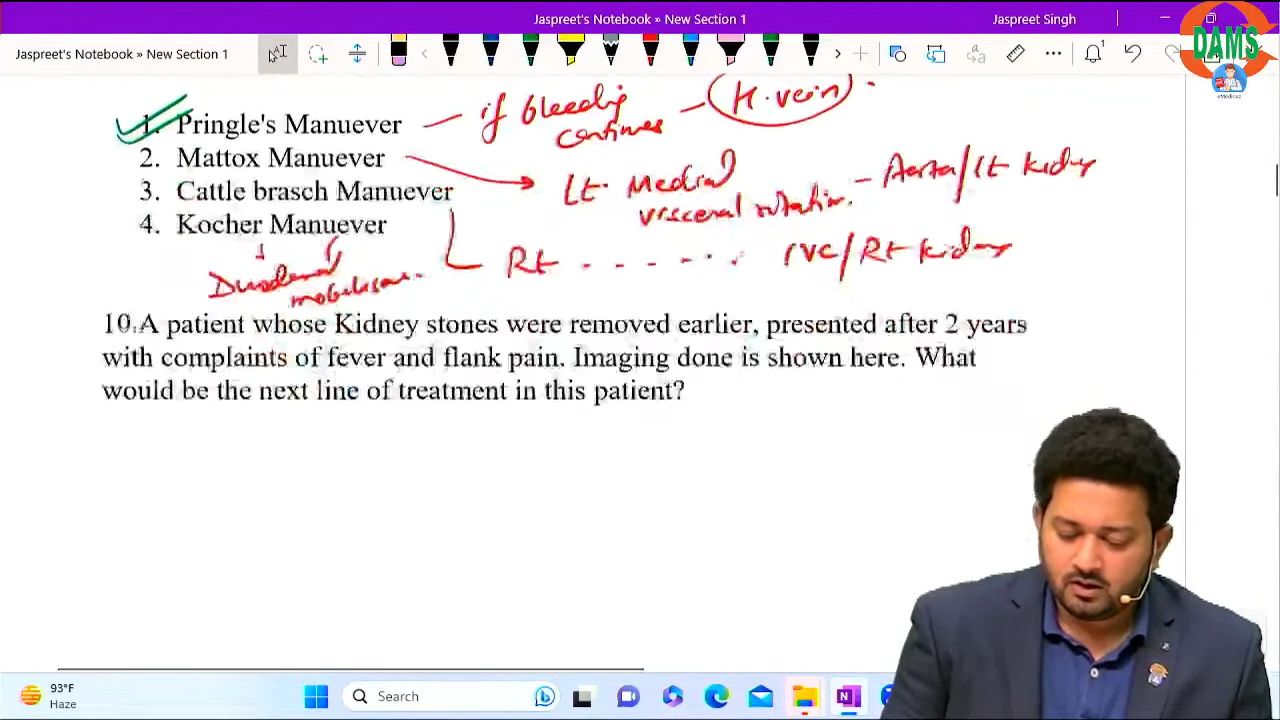 Jaspreet's Notebook » New Section 1
Jaspreet Singh
Jaspreet's Notebook » New Section 1
DAMS
eMedicoz
1. Pringle's Manuever
if bleeding continues
H. vein
2. Mattox Manuever
Lt. Medial visceral rotation. - Aorta/Lt kidney
3. Cattle brasch Manuever
4. Kocher Manuever
Rt - - - - - IVC/Rt kidney
Duodenal
10.A patient whose Kidney stones were removed earlier, presented after 2 years
with complaints of fever and flank pain. Imaging done is shown here. What
would be the next line of treatment in this patient?
93°F
Haze
Search